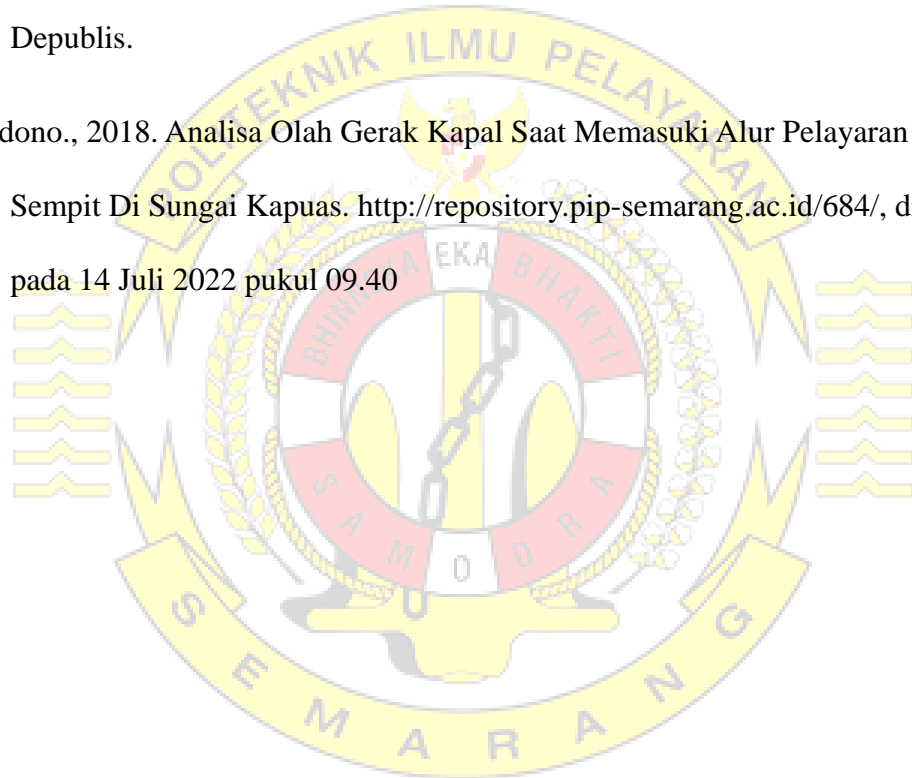 Depublis.
dono., 2018. Analisa Olah Gerak Kapal Saat Memasuki Alur Pelayaran
Sempit Di Sungai Kapuas. http://repository.pip-semarang.ac.id/684/, d
pada 14 Juli 2022 pukul 09.40
POLITEKNIK ILMU PELAYARAN
BHINNEKA EKA BHAKTI
SAMODRA
SEMARANG